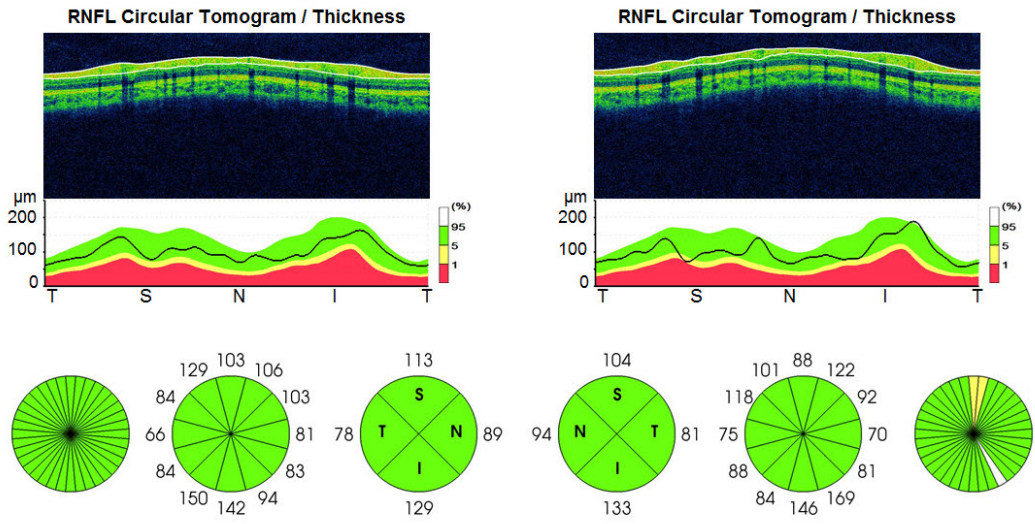 RNFL Circular Tomogram / Thickness
µm
200
100
0
T S N I T
(%)
95
5
1
RNFL Circular Tomogram / Thickness
µm
200
100
0
T S N I T
(%)
95
5
1
103
129 106
84 103
66 81
84 83
150 94
142
113
S
78 T N 89
I
129
104
S
94 N T 81
I
133
88
101 122
118 92
75 70
88 81
84 169
146